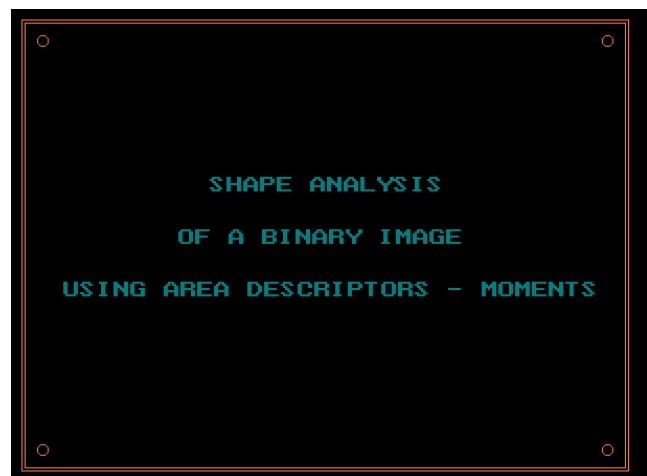 SHAPE ANALYSIS
OF A BINARY IMAGE
USING AREA DESCRIPTORS - MOMENTS